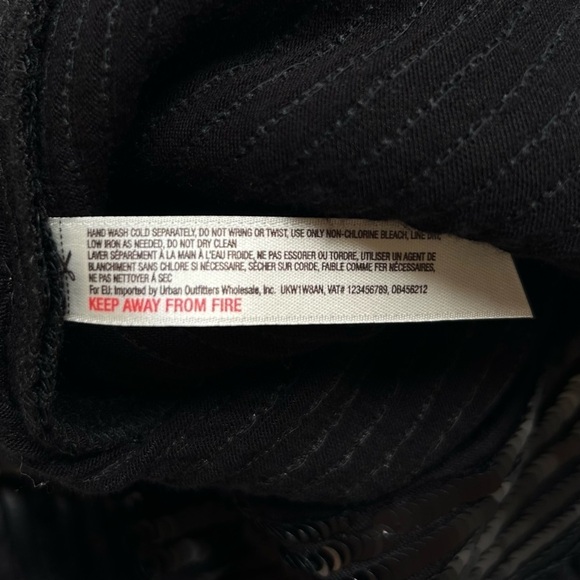 HAND WASH COLD SEPARATELY, DO NOT WRING OR TWIST, USE ONLY NON-CHLORINE BLEACH, LINE DRY,
LOW IRON AS NEEDED, DO NOT DRY CLEAN
LAVER SÉPARÉMENT À LA MAIN À L'EAU FROIDE, NE PAS ESSORER OU TORDRE, UTILISER UN AGENT DE
BLANCHIMENT SANS CHLORE SI NÉCESSAIRE, SÉCHER SUR CORDE, FAIBLE COMME FER NÉCESSAIRE,
NE PAS NETTOYER À SEC
For EU: Imported by Urban Outfitters Wholesale, Inc. UKW1W8AN, VAT# 123456789, OB456212
KEEP AWAY FROM FIRE